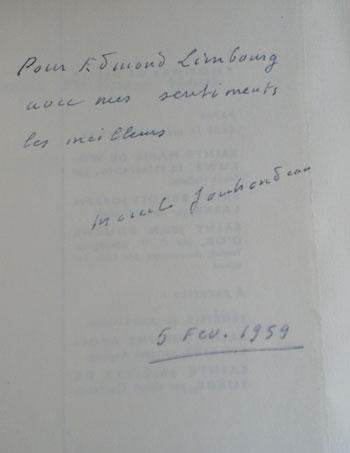 Pour Edmond Limbourg
avec mes sentiments
les meilleurs
Marcel Jouhandeau
5 Fev. 1959